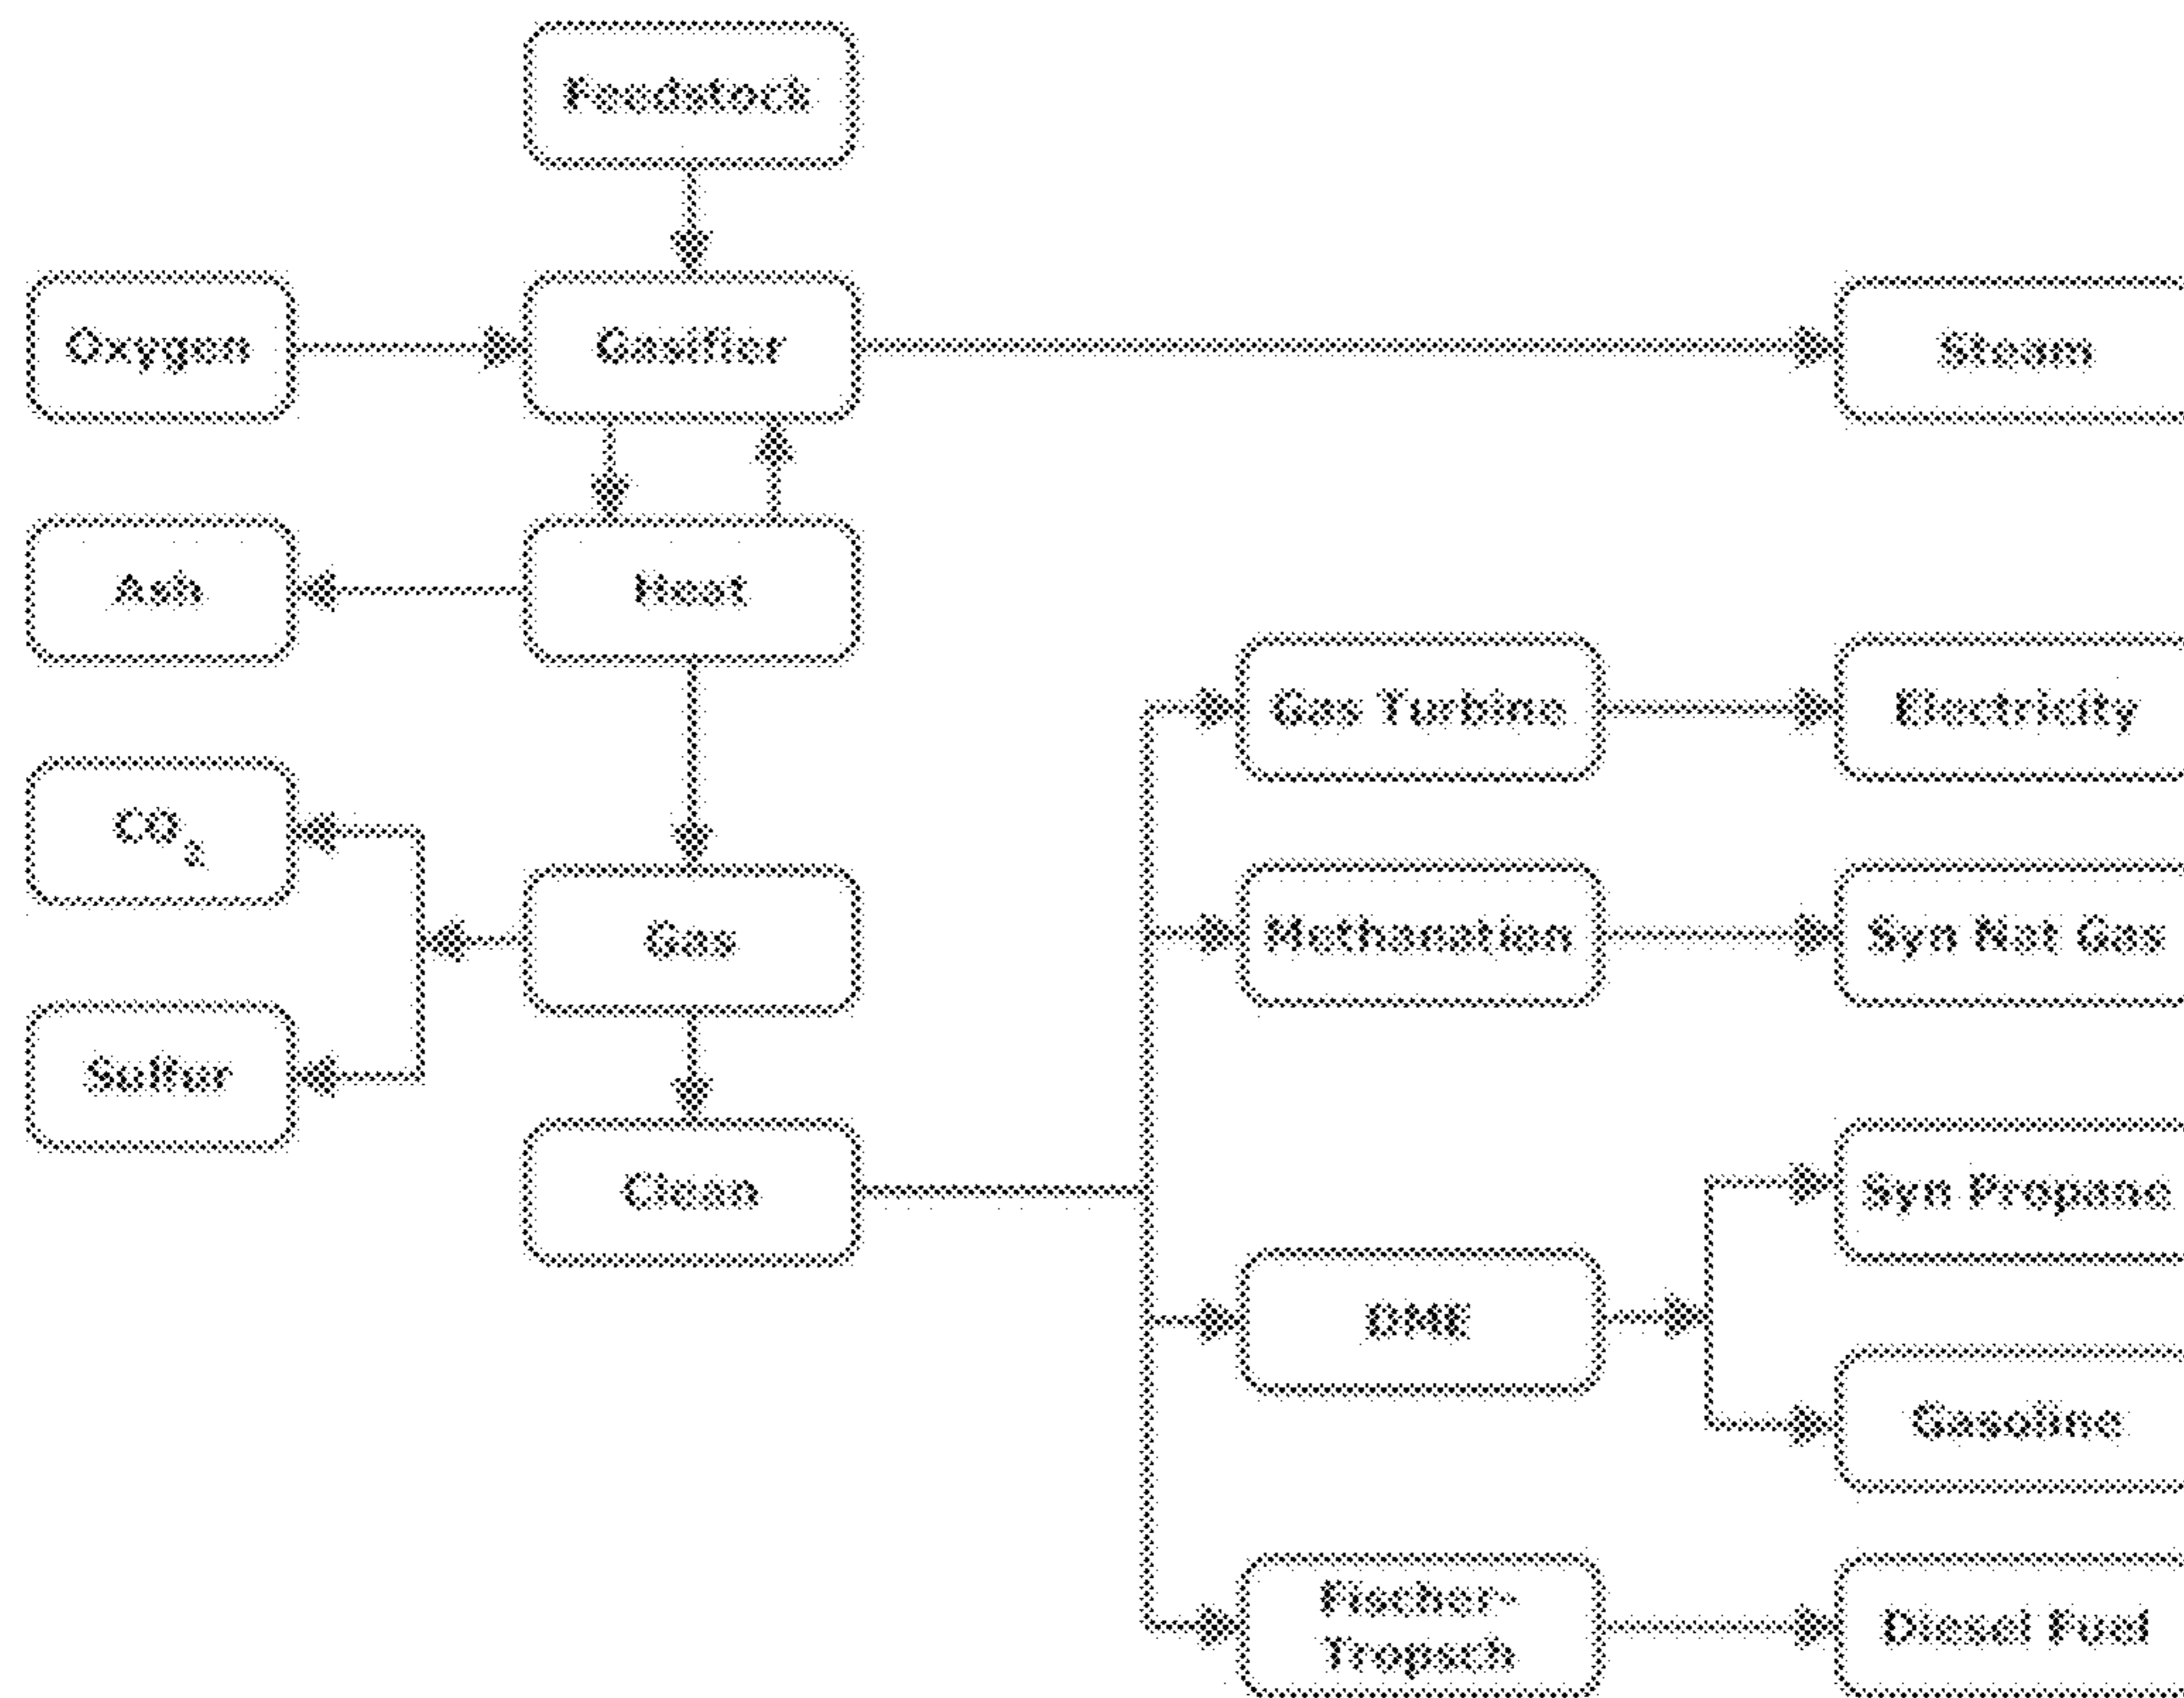 Feedstock
Oxygen
Gasifier
Steam
Ash
Heat
Gas Turbine
Electricity
CO2
Gas
Methanation
Syn Nat Gas
Sulfur
Clean
Syn Propane
DME
Gasoline
Fischer-
Tropsch
Diesel Fuel